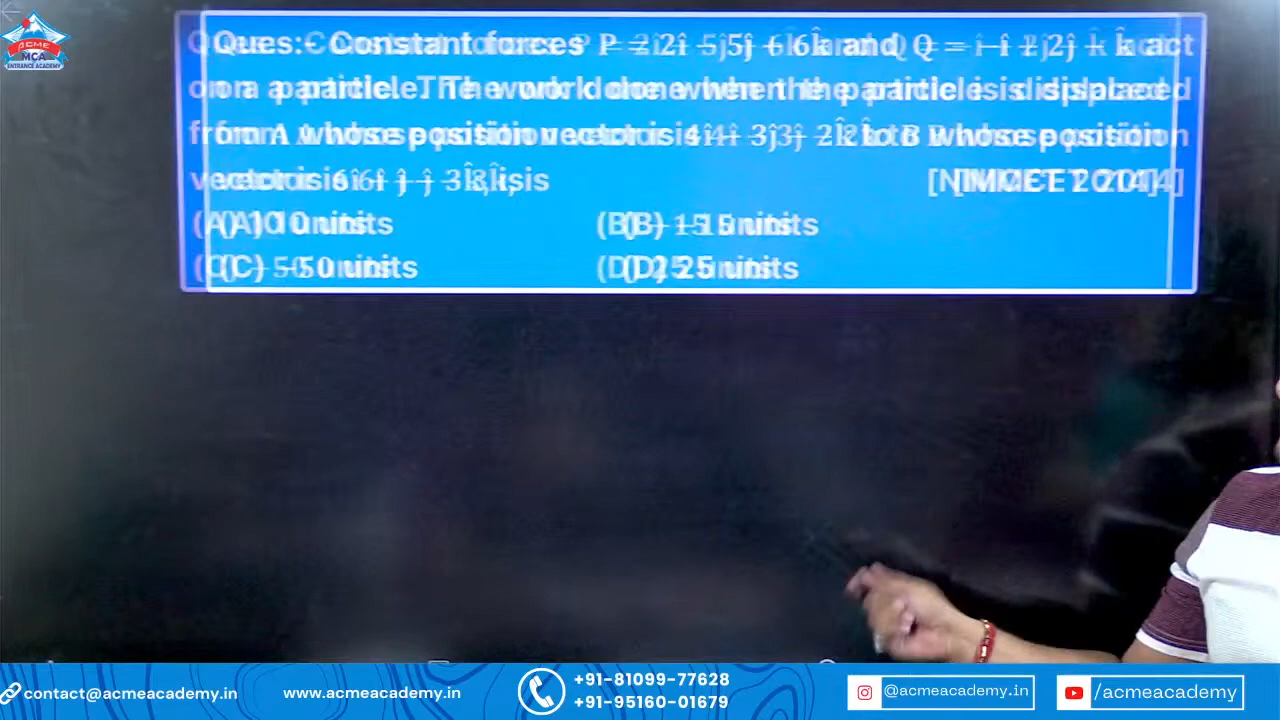 ACME
MCA
ENTRANCE ACADEMY
Ques:- Constant forces P = 2î - 5ĵ + 6k̂ and Q = - î + 2ĵ - k̂ act
on a particle. The work done when the particle is displaced
from A whose position vector is 4î - 3ĵ - 2k̂ to B whose position
vector is 6î + ĵ - 3k̂, is [NIMCET 2014]
(A) 10 units (B) - 15 units
(C) - 50 units (D) 25 units
contact@acmeacademy.in www.acmeacademy.in +91-81099-77628 @acmeacademy.in /acmeacademy
+91-95160-01679